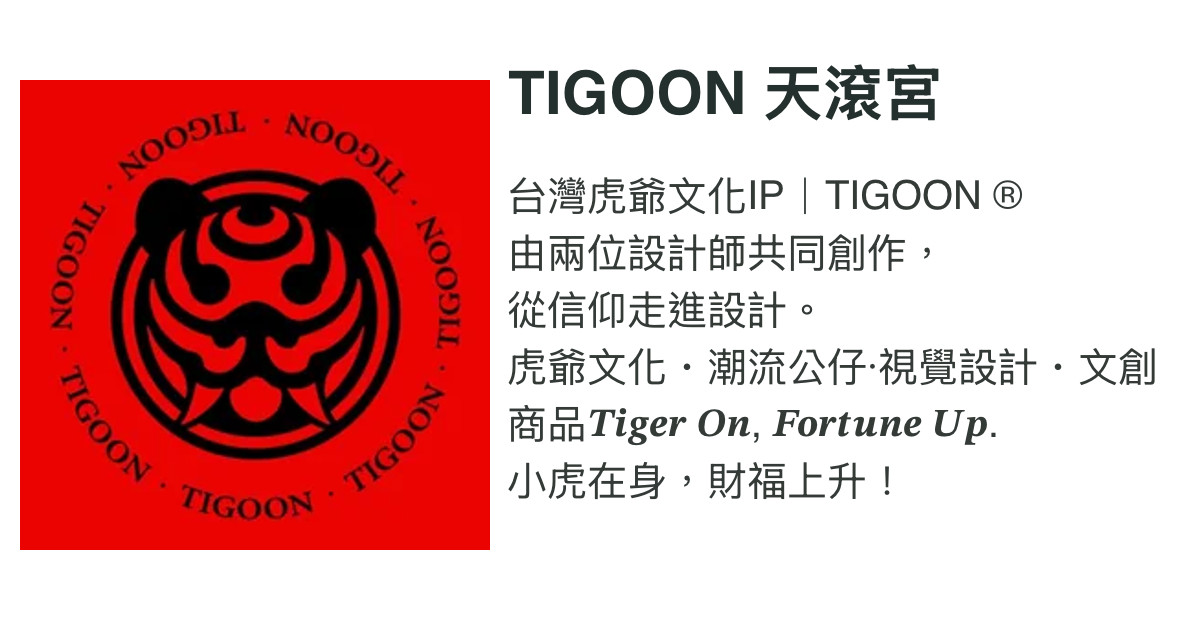 TIGOON 天滾宮
台灣虎爺文化IP｜TIGOON ®
由兩位設計師共同創作，
從信仰走進設計。
虎爺文化・潮流公仔·視覺設計・文創
商品Tiger On, Fortune Up.
小虎在身，財福上升！
TIGOON · TIGOON · TIGOON · TIGOON · TIGOON · TIGOON · TIGOON ·